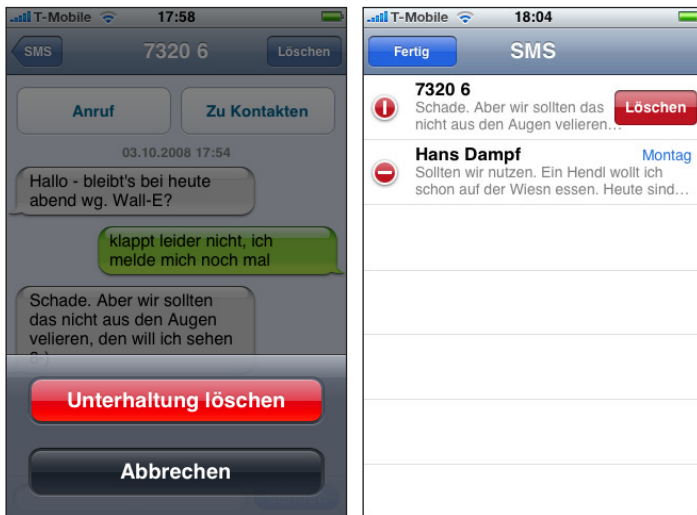 T-Mobile 17:58
SMS 7320 6 Löschen
Anruf Zu Kontakten
03.10.2008 17:54
Hallo - bleibt's bei heute
abend wg. Wall-E?
klappt leider nicht, ich
melde mich noch mal
Schade. Aber wir sollten
das nicht aus den Augen
velieren, den will ich sehen
Unterhaltung löschen
Abbrechen
T-Mobile 18:04
Fertig SMS
7320 6
Schade. Aber wir sollten das Löschen
nicht aus den Augen velieren…
Hans Dampf Montag
Sollten wir nutzen. Ein Hendl wollt ich
schon auf der Wiesn essen. Heute sind…